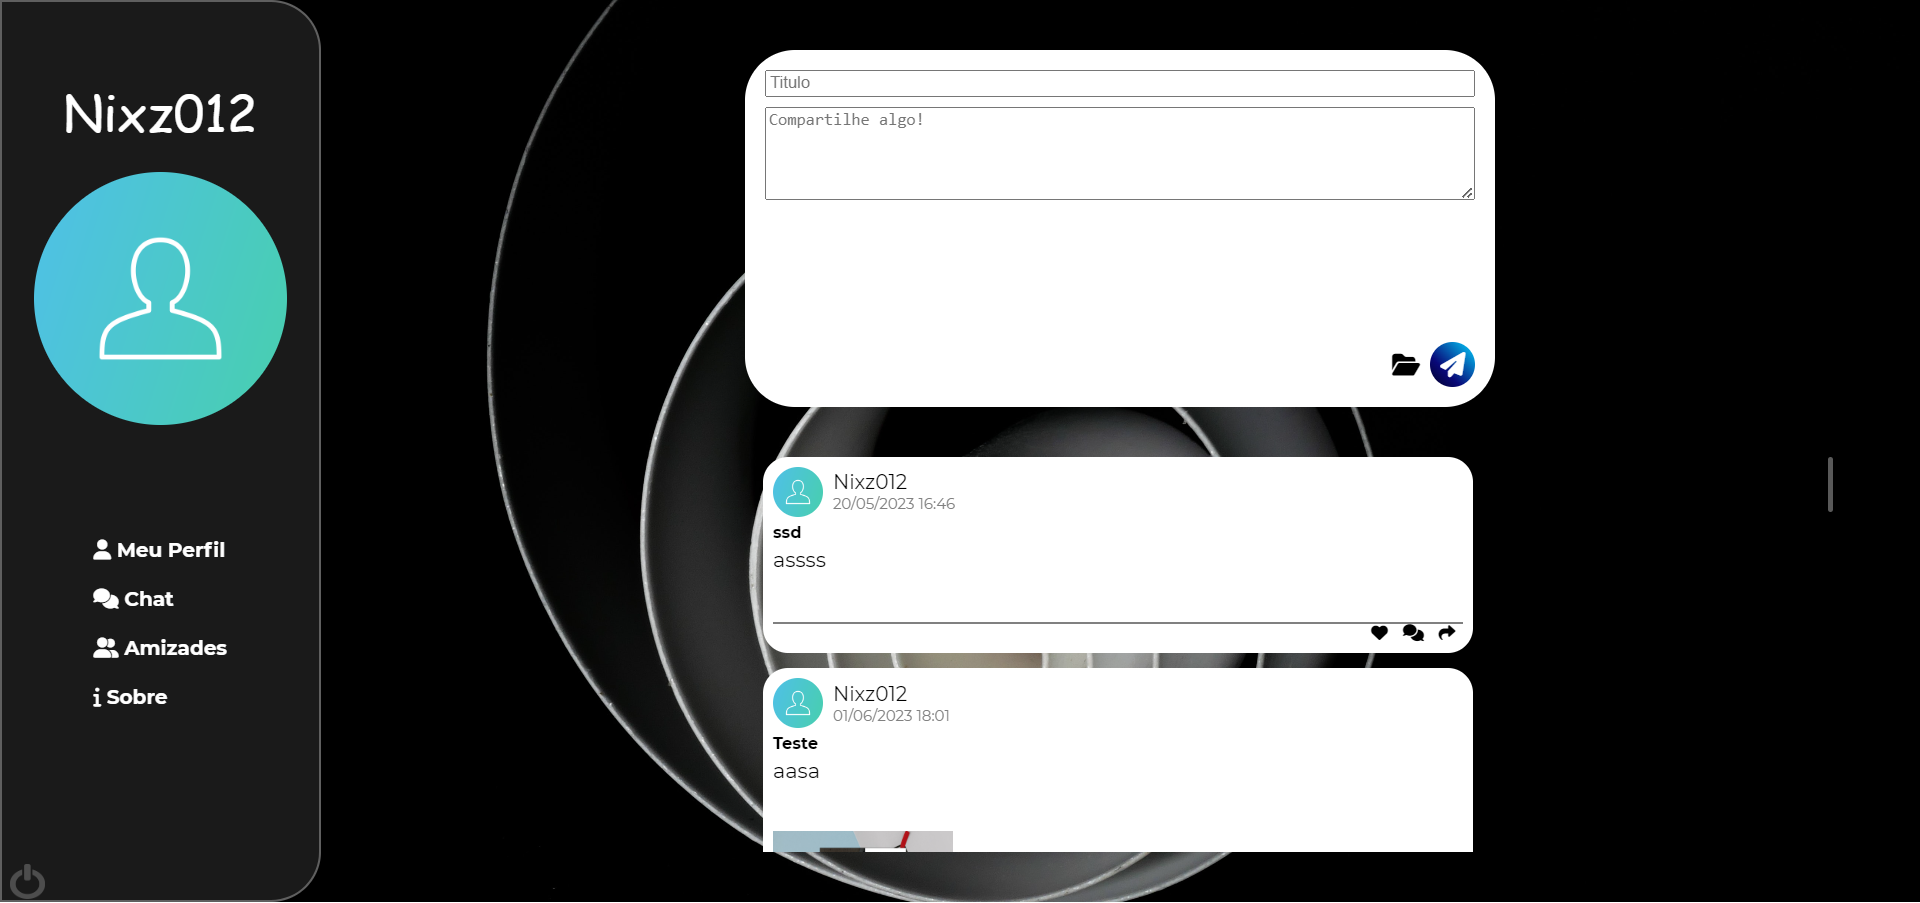 Nixz012
Meu Perfil
Chat
Amizades
Sobre
Titulo
Compartilhe algo!
Nixz012
20/05/2023 16:46
ssd
assss
Nixz012
01/06/2023 18:01
Teste
aasa